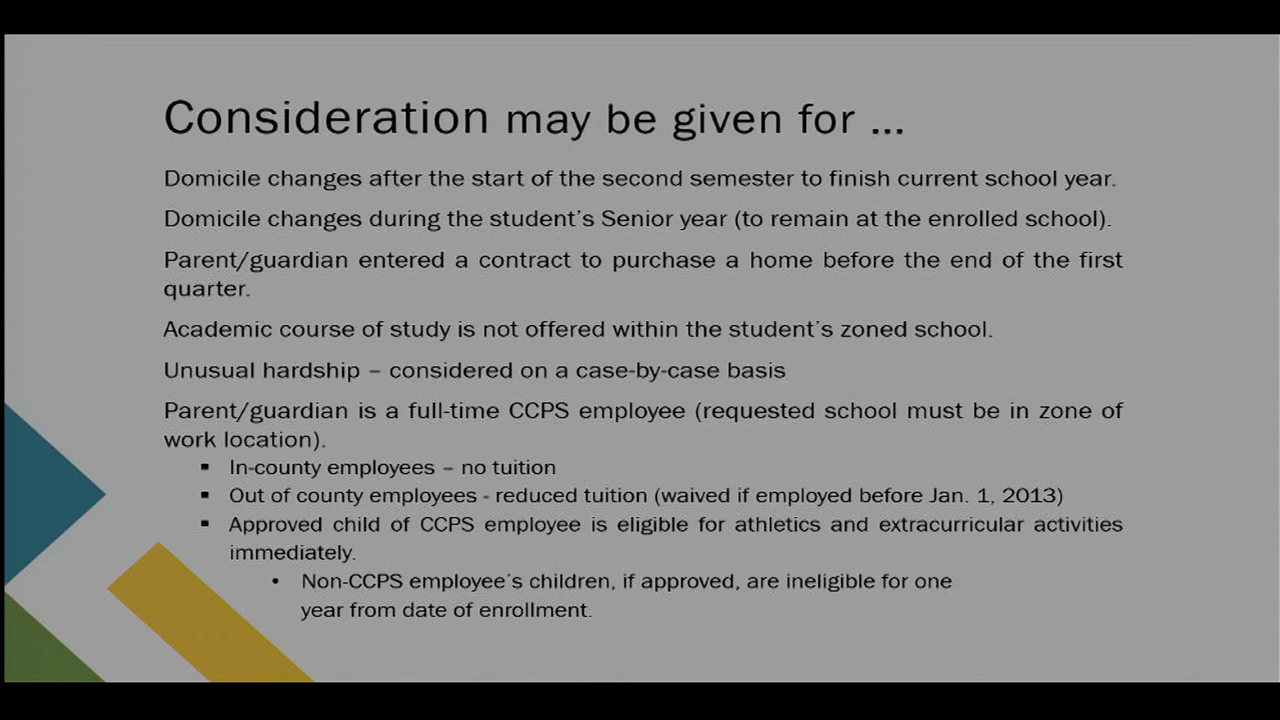 Consideration may be given for ...
Domicile changes after the start of the second semester to finish current school year.
Domicile changes during the student's Senior year (to remain at the enrolled school).
Parent/guardian entered a contract to purchase a home before the end of the first
quarter.
Academic course of study is not offered within the student's zoned school.
Unusual hardship – considered on a case-by-case basis
Parent/guardian is a full-time CCPS employee (requested school must be in zone of
work location).
▪ In-county employees – no tuition
▪ Out of county employees - reduced tuition (waived if employed before Jan. 1, 2013)
▪ Approved child of CCPS employee is eligible for athletics and extracurricular activities
immediately.
• Non-CCPS employee's children, if approved, are ineligible for one
year from date of enrollment.